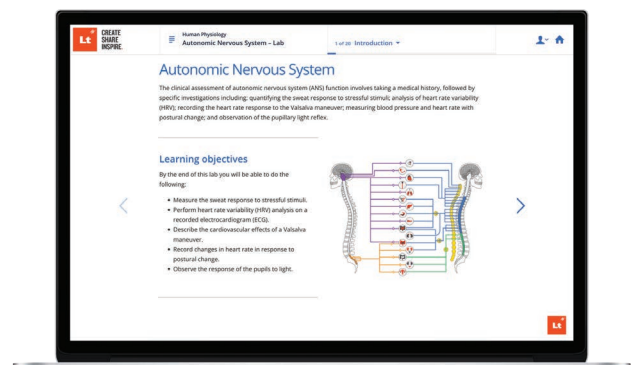 Lt
CREATE
SHARE
INSPIRE.
Human Physiology
Autonomic Nervous System – Lab
1 of 20 Introduction
Autonomic Nervous System
The clinical assessment of autonomic nervous system (ANS) function involves taking a medical history, followed by
specific investigations including; quantifying the sweat response to stressful stimuli; analysis of heart rate variability
(HRV); recording the heart rate response to the Valsalva maneuver; measuring blood pressure and heart rate with
postural change; and observation of the pupillary light reflex.
Learning objectives
By the end of this lab you will be able to do the
following:
▪ Measure the sweat response to stressful stimuli.
▪ Perform heart rate variability (HRV) analysis on a
recorded electrocardiogram (ECG).
▪ Describe the cardiovascular effects of a Valsalva
maneuver.
▪ Record changes in heart rate in response to
postural change.
▪ Observe the response of the pupils to light.
Lt